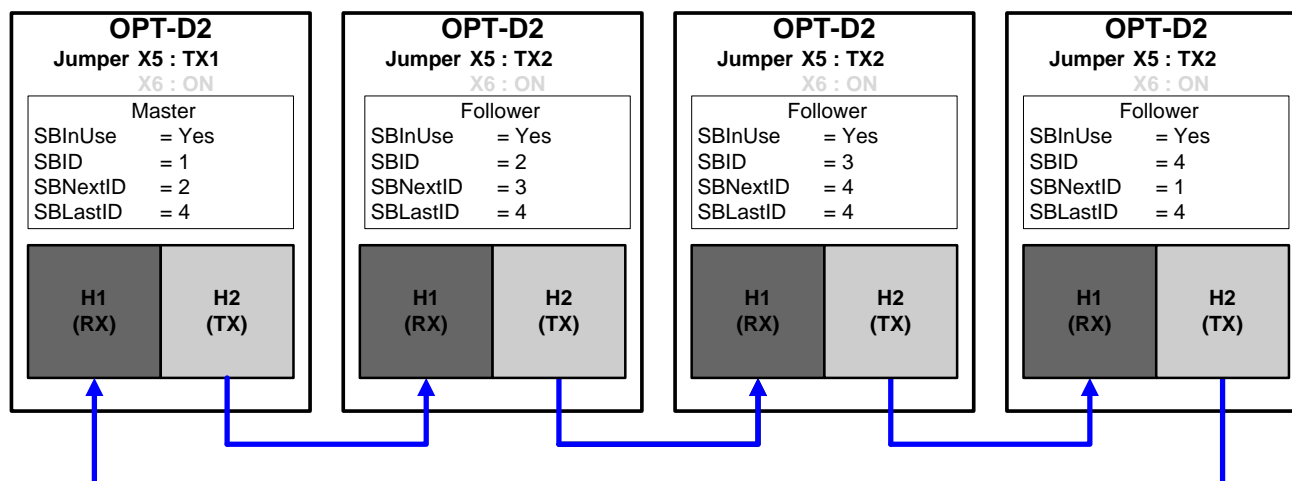 OPT-D2
Jumper X5 : TX1
X6 : ON
Master
SBInUse = Yes
SBID = 1
SBNextID = 2
SBLastID = 4
H1
(RX)
H2
(TX)
OPT-D2
Jumper X5 : TX2
X6 : ON
Follower
SBInUse = Yes
SBID = 2
SBNextID = 3
SBLastID = 4
H1
(RX)
H2
(TX)
OPT-D2
Jumper X5 : TX2
X6 : ON
Follower
SBInUse = Yes
SBID = 3
SBNextID = 4
SBLastID = 4
H1
(RX)
H2
(TX)
OPT-D2
Jumper X5 : TX2
X6 : ON
Follower
SBInUse = Yes
SBID = 4
SBNextID = 1
SBLastID = 4
H1
(RX)
H2
(TX)